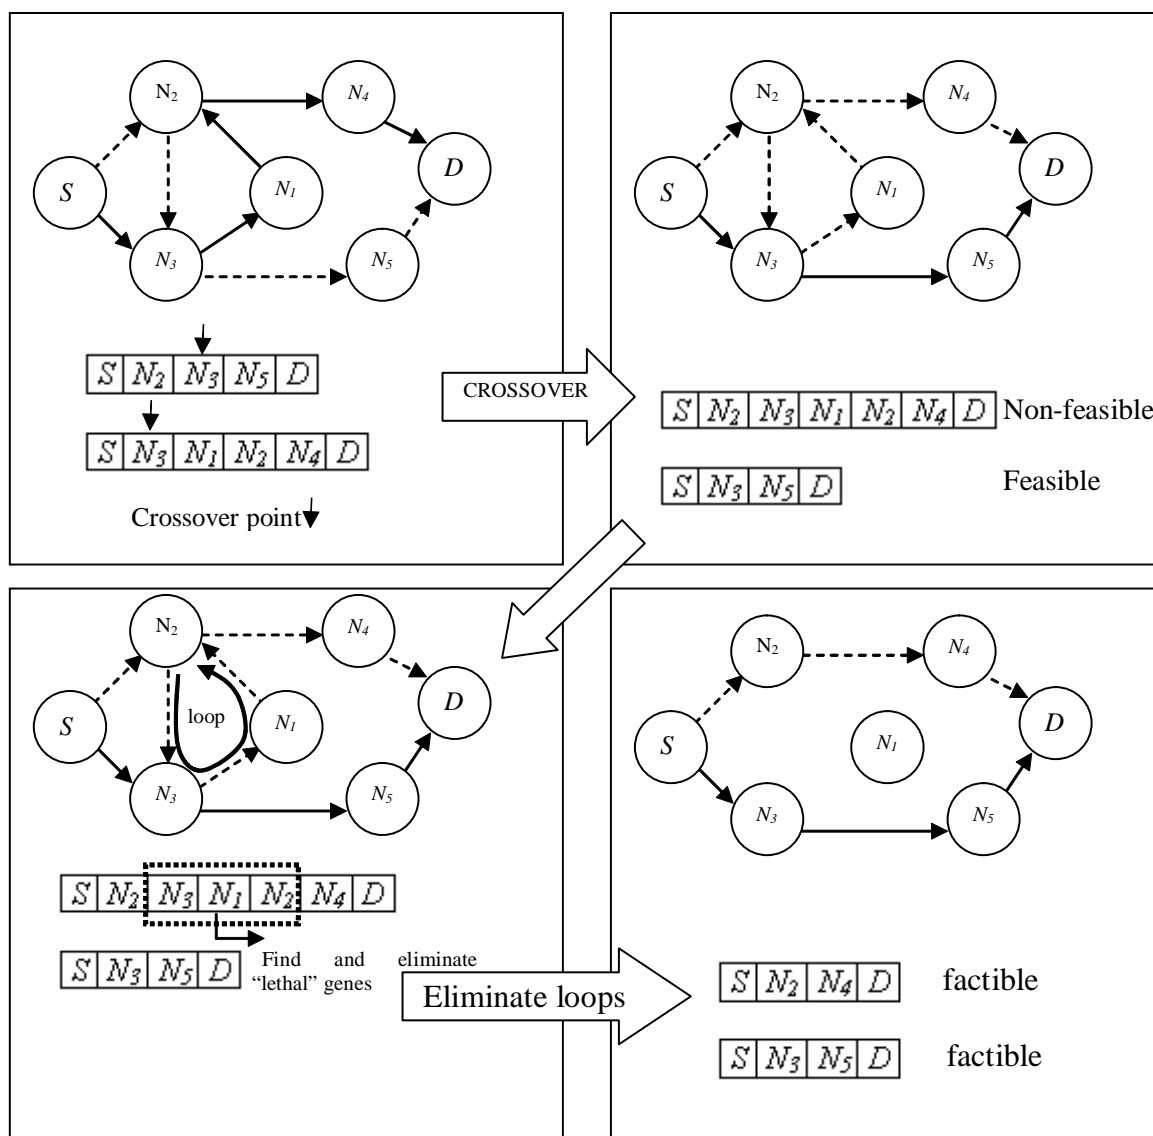 N₂
N₄
S
N₁
D
N₃
N₅
S N₂ N₃ N₅ D
S N₃ N₁ N₂ N₄ D
Crossover point
CROSSOVER
N₂
N₄
S
N₁
D
N₃
N₅
S N₂ N₃ N₁ N₂ N₄ D Non-feasible
S N₃ N₅ D Feasible
N₂
N₄
S
loop
N₁
D
N₃
N₅
S N₂ N₃ N₁ N₂ N₄ D
S N₃ N₅ D
Find and eliminate
“lethal” genes
Eliminate loops
N₂
N₄
S
N₁
D
N₃
N₅
S N₂ N₄ D factible
S N₃ N₅ D factible